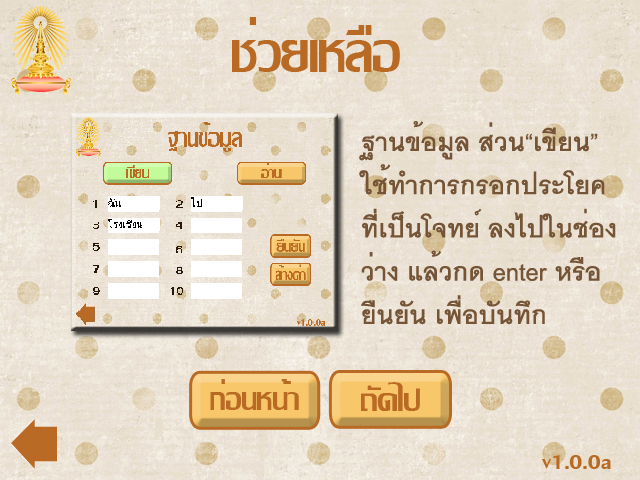 ช่วยเหลือ
ฐานข้อมูล
เขียน
อ่าน
1 ฉัน 2 ไป
3 โรงเรียน 4
5 6
ยืนยัน
7 8
ล้างค่า
9 10
v1.0.0a
ฐานข้อมูล ส่วน“เขียน”
ใช้ทำการกรอกประโยค
ที่เป็นโจทย์ ลงไปในช่อง
ว่าง แล้วกด enter หรือ
ยืนยัน เพื่อบันทึก
ก่อนหน้า
ถัดไป
v1.0.0a